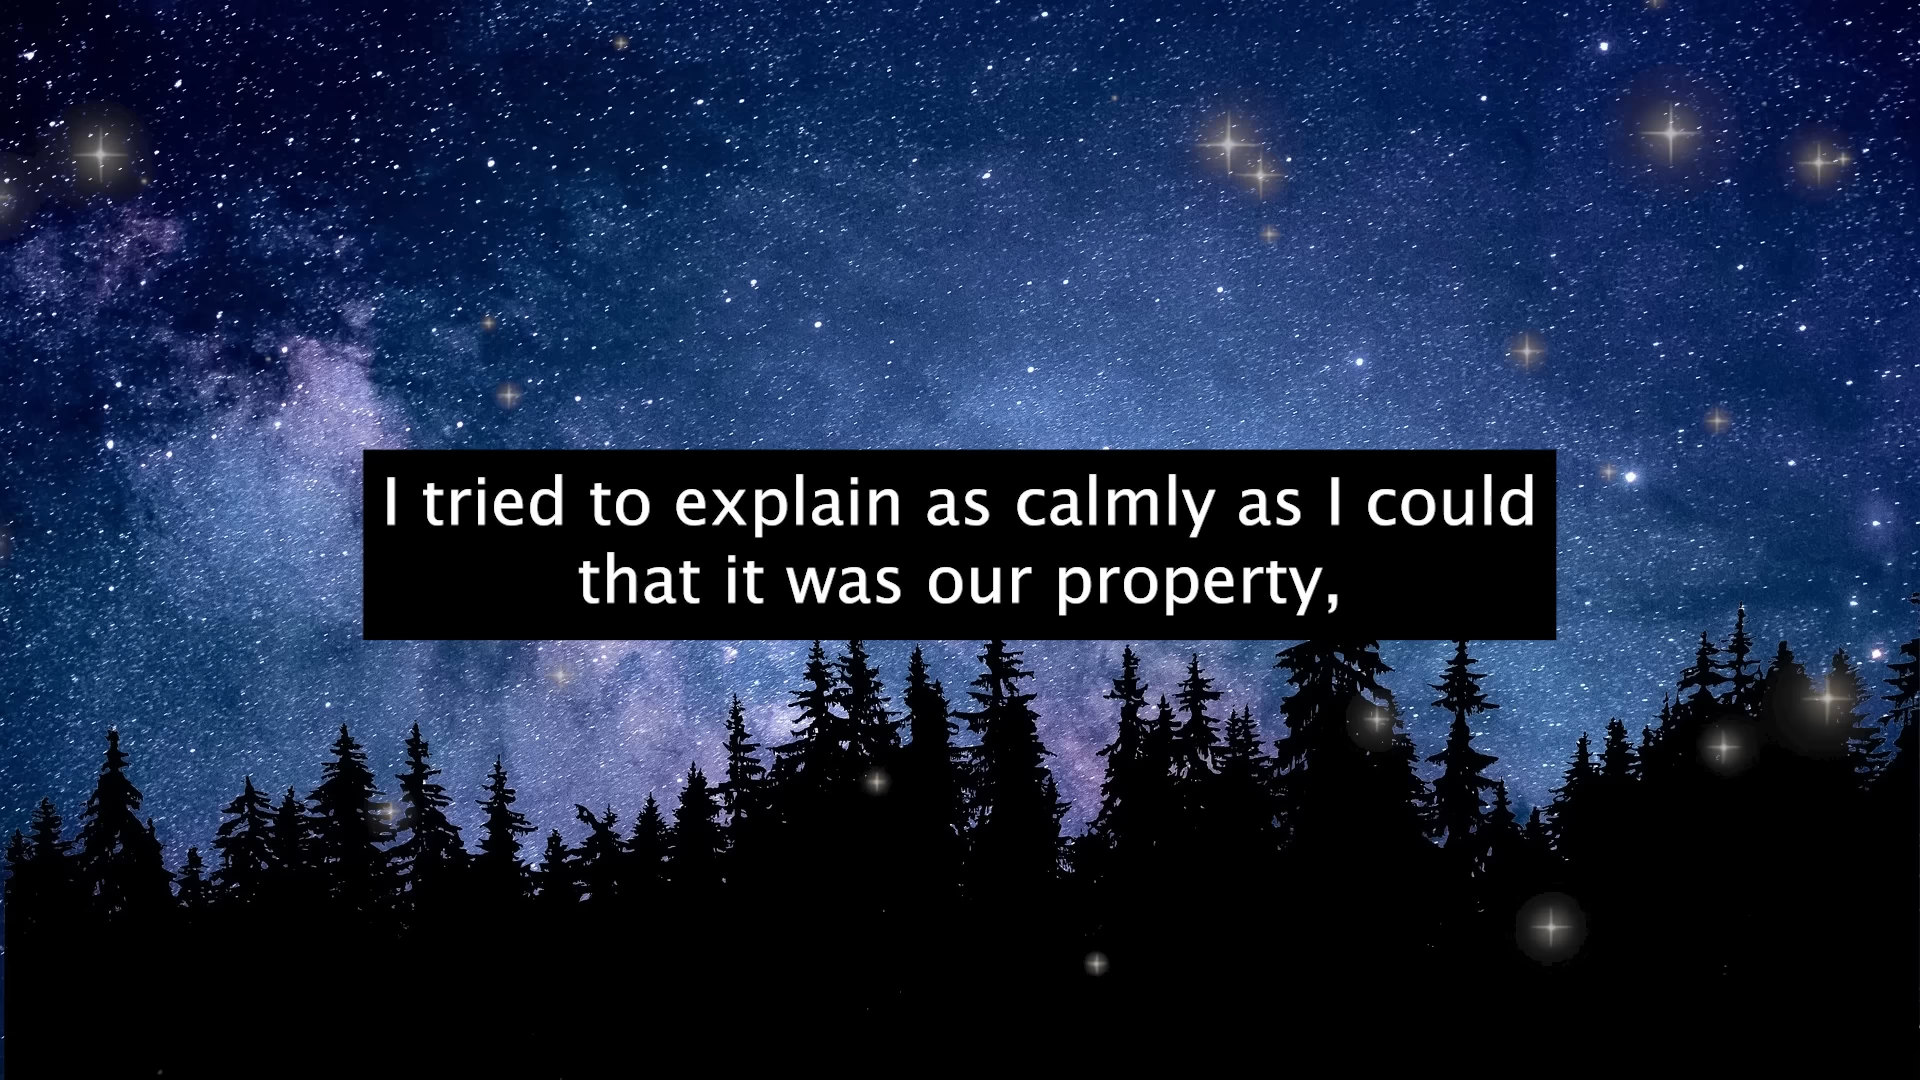 I tried to explain as calmly as I could
that it was our property,